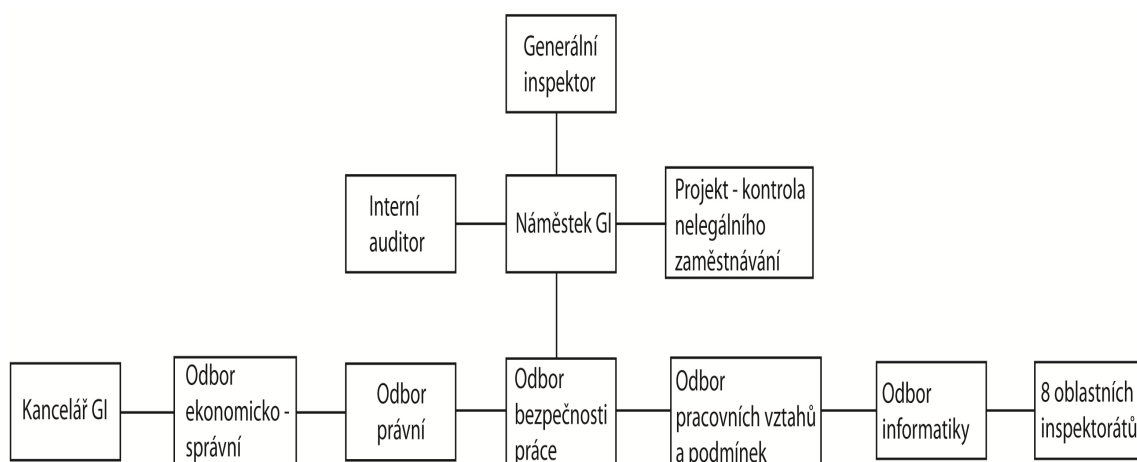 Generální
inspektor
Interní
auditor
Náměstek GI
Projekt - kontrola
nelegálního
zaměstnávání
Kancelář GI
Odbor
ekonomicko -
správní
Odbor
právní
Odbor
bezpečnosti
práce
Odbor
pracovních vztahů
a podmínek
Odbor
informatiky
8 oblastních
inspektorátů